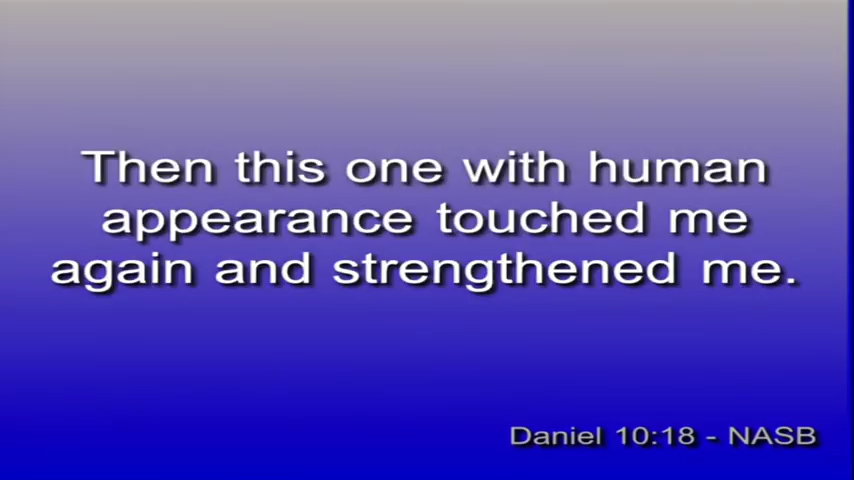 Then this one with human
appearance touched me
again and strengthened me.
Daniel 10:18 - NASB